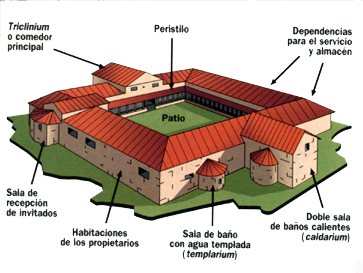 Triclinium
o comedor
principal
Peristilo
Dependencias
para el servicio
y almacén
Patio
Sala de
recepción
de invitados
Habitaciones
de los propietarios
Sala de baño
con agua templada
(templarium)
Doble sala
de baños calientes
(caldarium)